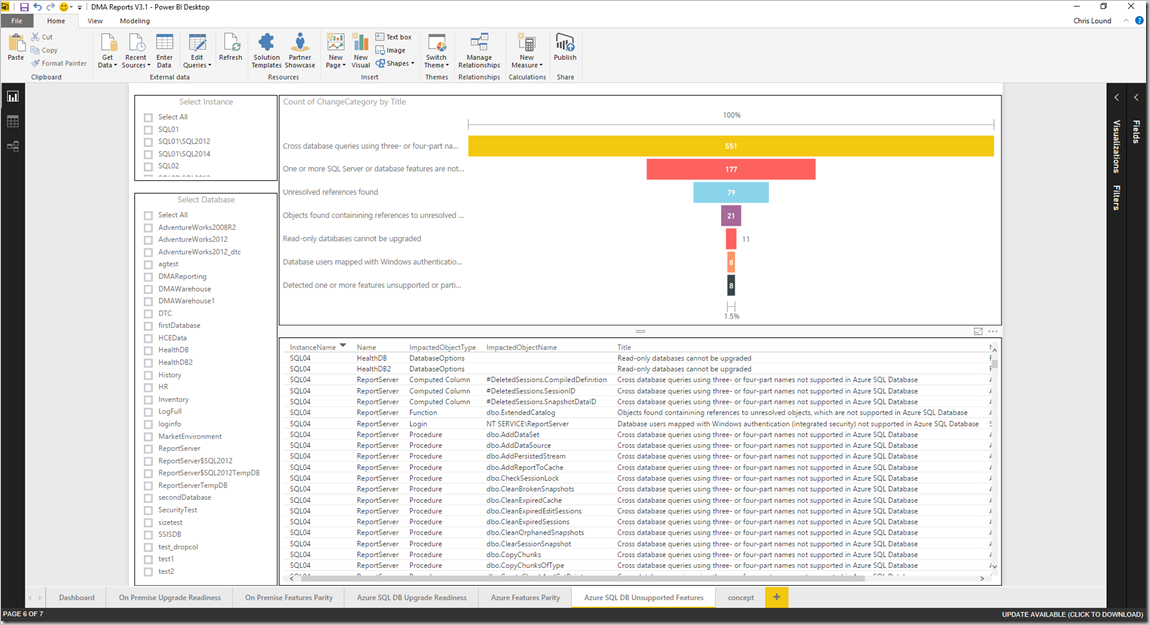 DMA Reports V3.1 - Power BI Desktop
File Home View Modeling Chris Lound
Paste Cut Copy Format Painter
Get Data Recent Sources Enter Data Edit Queries Refresh Solution Templates Partner Showcase New Page New Visual Text box Image Shapes Switch Theme Manage Relationships New Measure Publish
Clipboard External data Resources Insert Themes Relationships Calculations Share
Select Instance
Select All
SQL01
SQL01\SQL2012
SQL01\SQL2014
SQL02
Select Database
Select All
AdventureWorks2008R2
AdventureWorks2012
AdventureWorks2012_dtc
agtest
DMAReporting
DMAWarehouse
DMAWarehouse1
DTC
firstDatabase
HCEData
HealthDB
HealthDB2
History
HR
Inventory
LogFull
loginfo
MarketEnvironment
ReportServer
ReportServer$SQL2012
ReportServer$SQL2012TempDB
ReportServerTempDB
secondDatabase
SecurityTest
sizetest
SSISDB
test_dropcol
test1
test2
Count of ChangeCategory by Title
100%
Cross database queries using three- or four-part na... 551
One or more SQL Server or database features are not... 177
Unresolved references found 79
Objects found containining references to unresolved ... 21
Read-only databases cannot be upgraded 11
Database users mapped with Windows authenticatio... 8
Detected one or more features unsupported or parti... 8
1.5%
InstanceName Name ImpactedObjectType ImpactedObjectName Title
SQL04 HealthDB DatabaseOptions Read-only databases cannot be upgraded
SQL04 HealthDB2 DatabaseOptions Read-only databases cannot be upgraded
SQL04 ReportServer Computed Column #DeletedSessions.CompiledDefinition Cross database queries using three- or four-part names not supported in Azure SQL Database
SQL04 ReportServer Computed Column #DeletedSessions.SessionID Cross database queries using three- or four-part names not supported in Azure SQL Database
SQL04 ReportServer Computed Column #DeletedSessions.SnapshotDataID Cross database queries using three- or four-part names not supported in Azure SQL Database
SQL04 ReportServer Function dbo.ExtendedCatalog Objects found containining references to unresolved objects, which are not supported in Azure SQL Database
SQL04 ReportServer Login NT SERVICE\ReportServer Database users mapped with Windows authentication (integrated security) not supported in Azure SQL Database
SQL04 ReportServer Procedure dbo.AddDataSet Cross database queries using three- or four-part names not supported in Azure SQL Database
SQL04 ReportServer Procedure dbo.AddDataSource Cross database queries using three- or four-part names not supported in Azure SQL Database
SQL04 ReportServer Procedure dbo.AddPersistedStream Cross database queries using three- or four-part names not supported in Azure SQL Database
SQL04 ReportServer Procedure dbo.AddReportToCache Cross database queries using three- or four-part names not supported in Azure SQL Database
SQL04 ReportServer Procedure dbo.CheckSessionLock Cross database queries using three- or four-part names not supported in Azure SQL Database
SQL04 ReportServer Procedure dbo.CleanBrokenSnapshots Cross database queries using three- or four-part names not supported in Azure SQL Database
SQL04 ReportServer Procedure dbo.CleanExpiredCache Cross database queries using three- or four-part names not supported in Azure SQL Database
SQL04 ReportServer Procedure dbo.CleanExpiredEditSessions Cross database queries using three- or four-part names not supported in Azure SQL Database
SQL04 ReportServer Procedure dbo.CleanExpiredSessions Cross database queries using three- or four-part names not supported in Azure SQL Database
SQL04 ReportServer Procedure dbo.CleanOrphanedSnapshots Cross database queries using three- or four-part names not supported in Azure SQL Database
SQL04 ReportServer Procedure dbo.ClearSessionSnapshot Cross database queries using three- or four-part names not supported in Azure SQL Database
SQL04 ReportServer Procedure dbo.CopyChunks Cross database queries using three- or four-part names not supported in Azure SQL Database
SQL04 ReportServer Procedure dbo.CopyChunksOfType Cross database queries using three- or four-part names not supported in Azure SQL Database
Visualizations
Filters
Fields
Dashboard On Premise Upgrade Readiness On Premise Features Parity Azure SQL DB Upgrade Readiness Azure Features Parity Azure SQL DB Unsupported Features concept +
PAGE 6 OF 7 UPDATE AVAILABLE (CLICK TO DOWNLOAD)